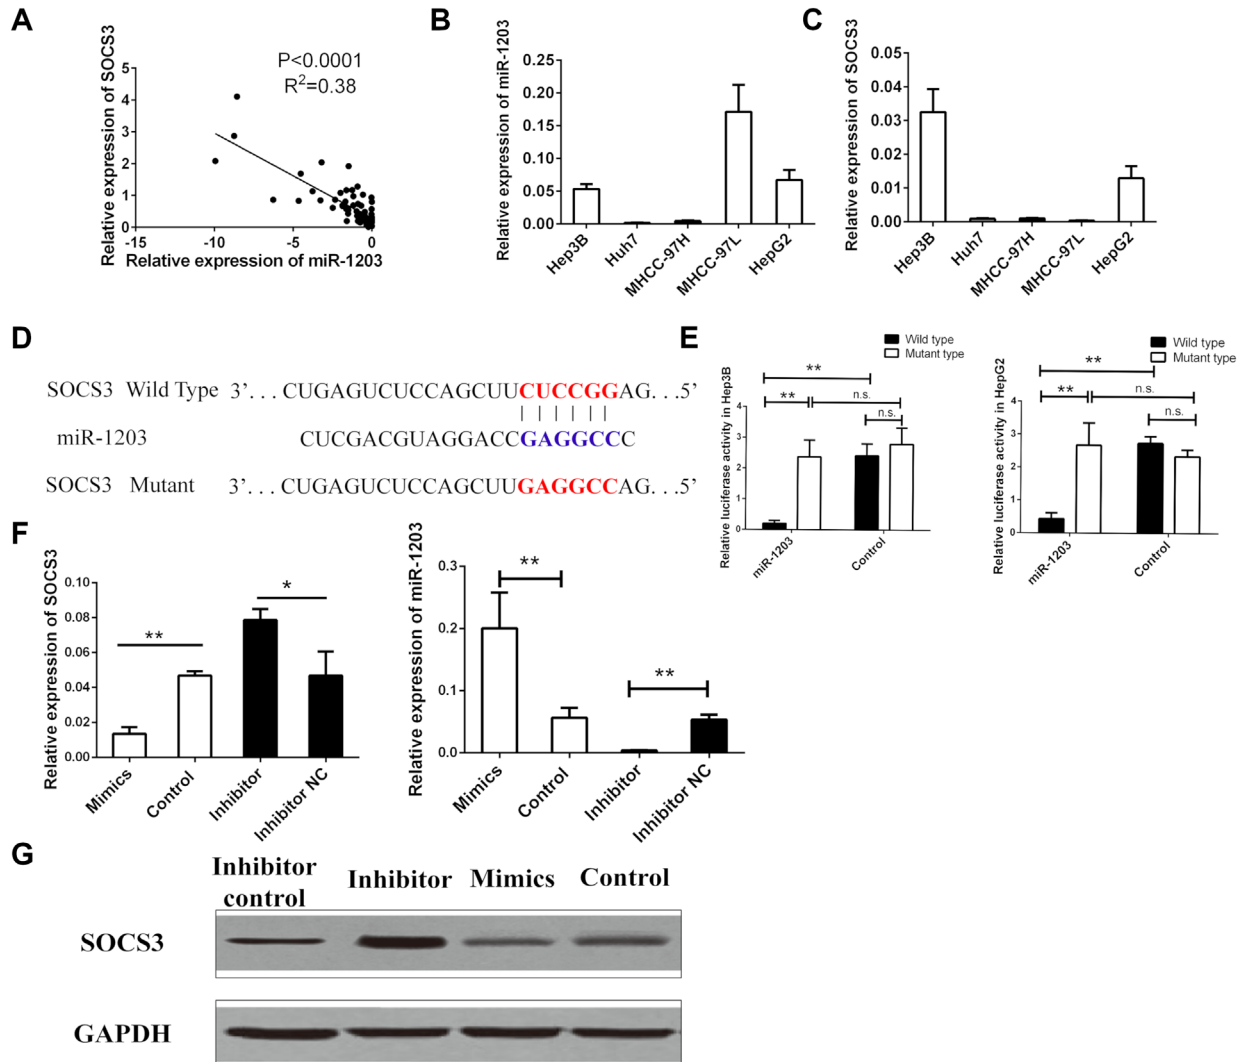 A
Relative expression of SOCS3
5
4
3
2
1
0
-15
-10
-5
0
Relative expression of miR-1203
P<0.0001
R²=0.38
B
Relative expression of miR-1203
0.25
0.20
0.15
0.10
0.05
0.00
Hep3B
Huh7
MHCC-97H
MHCC-97L
HepG2
C
Relative expression of SOCS3
0.05
0.04
0.03
0.02
0.01
0.00
Hep3B
Huh7
MHCC-97H
MHCC-97L
HepG2
D
SOCS3 Wild Type 3’. . . CUGAGUCUCCAGCUUCUCCGGAG. . .5’
miR-1203 CUCGACGUAGGACCGAGGCCC
SOCS3 Mutant 3’. . . CUGAGUCUCCAGCUUGAGGCCAG. . .5’
E
Wild type
Mutant type
Relative luciferase activity in Hep3B
4
3
2
1
0
**
**
n.s.
n.s.
miR-1203
Control
Wild type
Mutant type
Relative luciferase activity in HepG2
4
3
2
1
0
**
**
n.s.
n.s.
miR-1203
Control
F
Relative expression of SOCS3
0.10
0.08
0.06
0.04
0.02
0.00
**
*
Mimics
Control
Inhibitor
Inhibitor NC
Relative expression of miR-1203
0.3
0.2
0.1
0.0
**
**
Mimics
Control
Inhibitor
Inhibitor NC
G
Inhibitor
control
Inhibitor
Mimics
Control
SOCS3
GAPDH